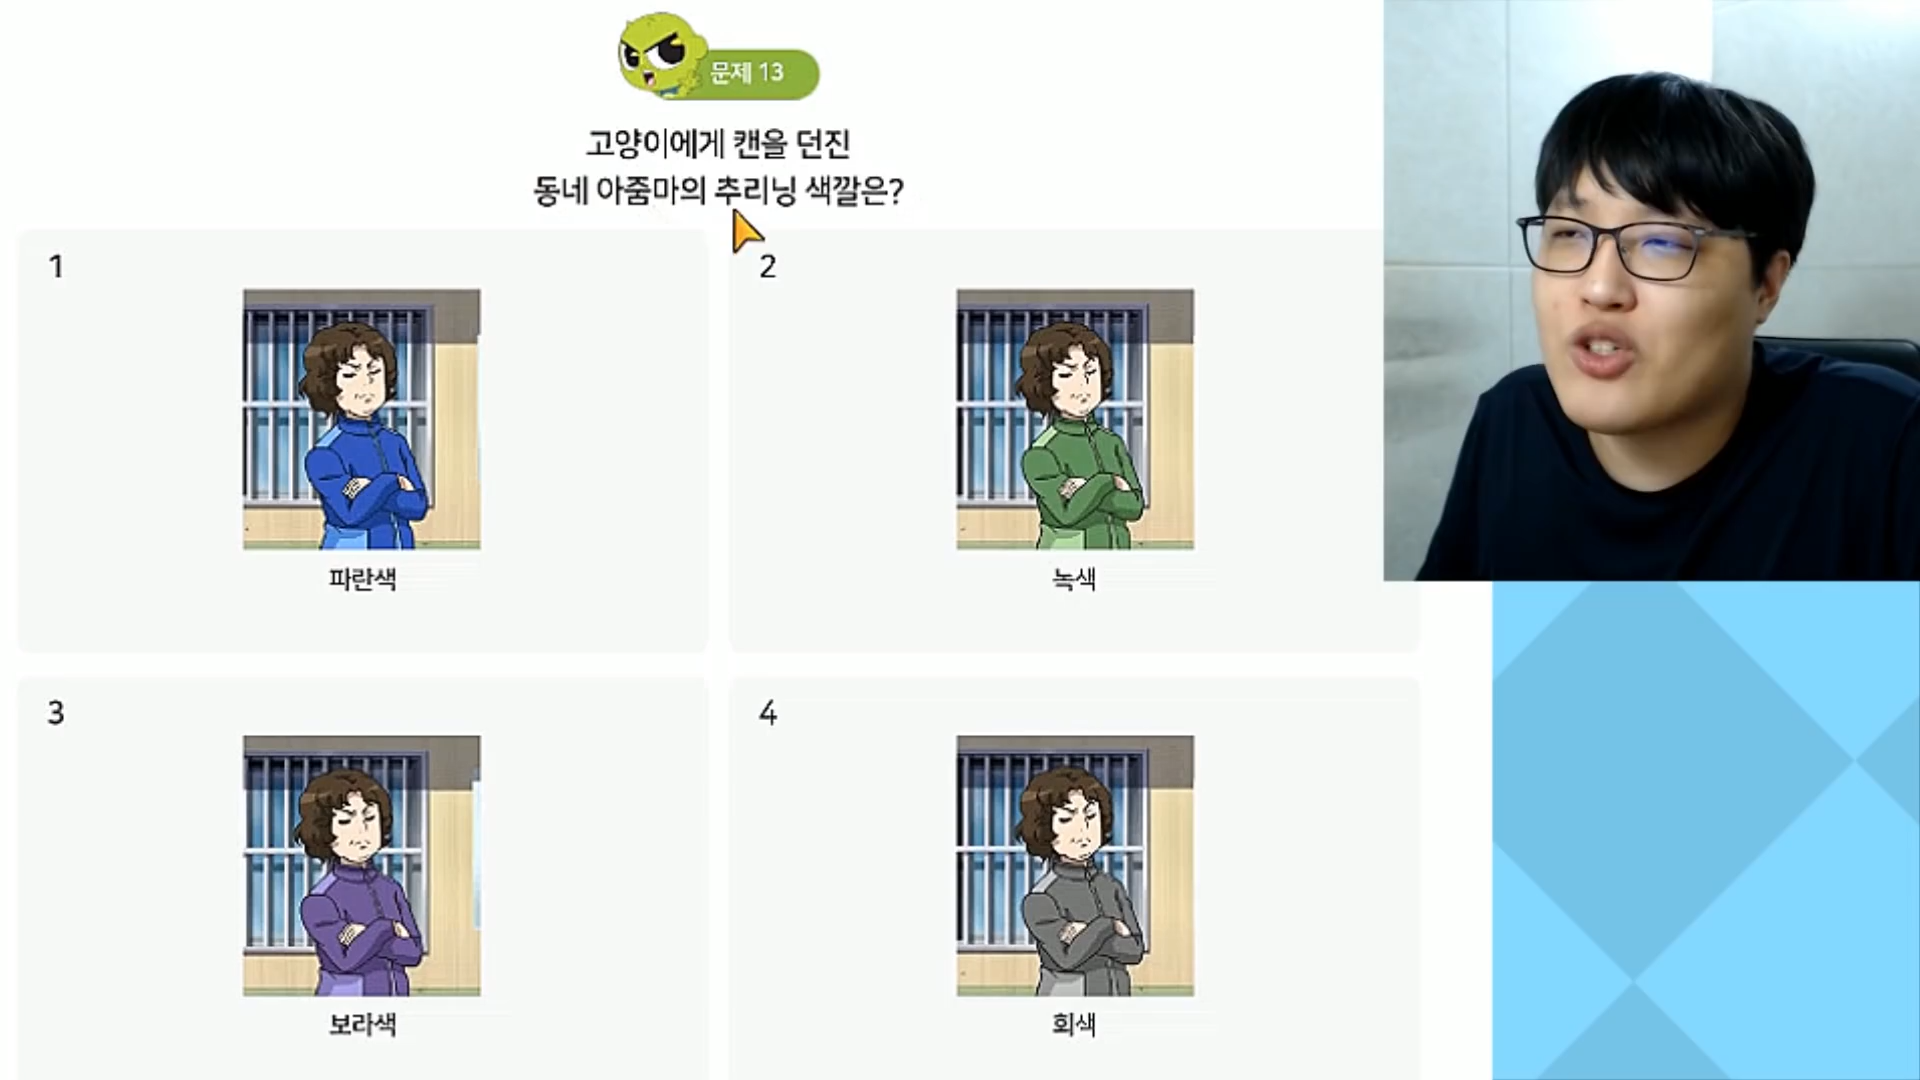 문제 13
고양이에게 캔을 던진
동네 아줌마의 추리닝 색깔은?
1
2
파란색
녹색
3
4
보라색
회색